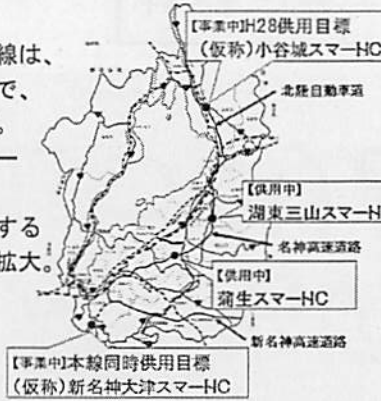 線は、
で、
。
する
拡大。
【事業中】H28供用目標
(仮称)小谷城スマートIC
北陸自動車道
【供用中】
湖東三山スマートIC
名神高速道路
【供用中】
蒲生スマートIC
新名神高速道路
【事業中】本線同時供用目標
(仮称)新名神大津スマートIC